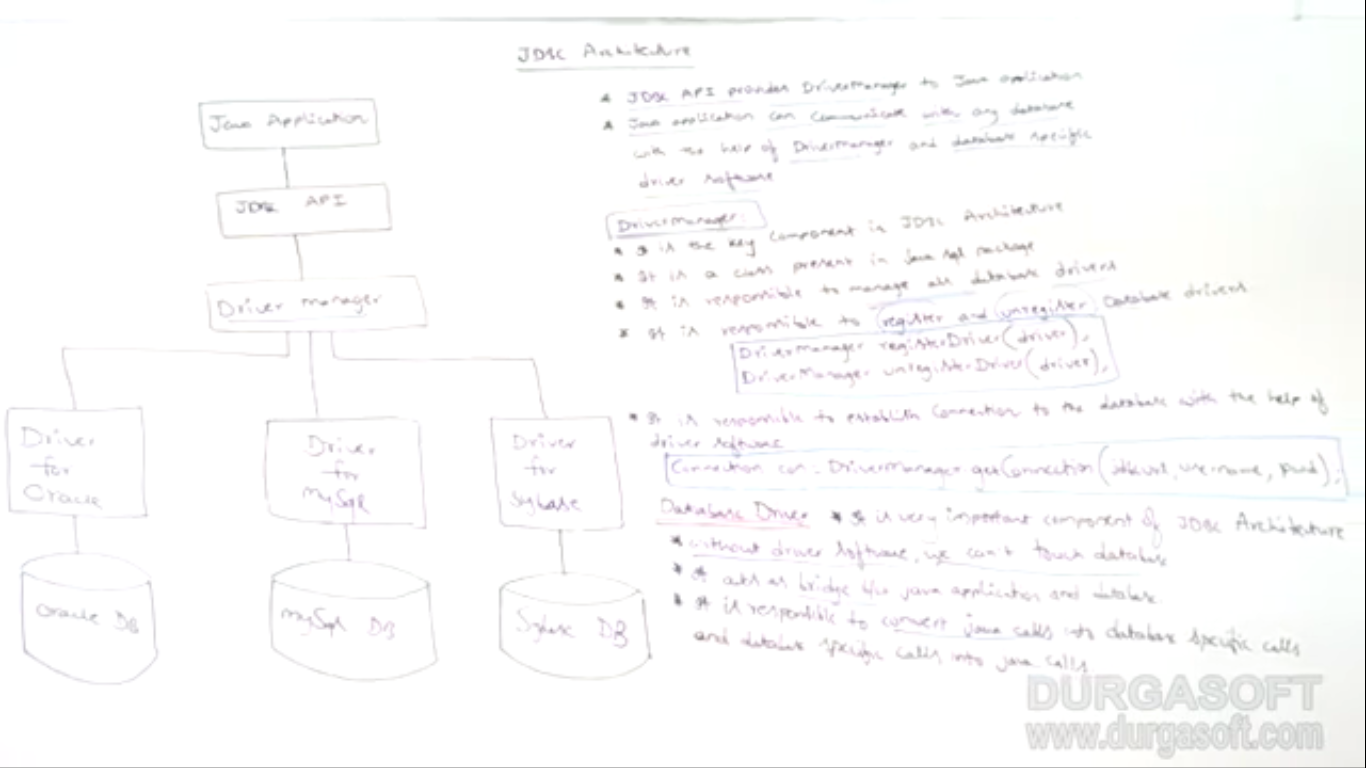 JDBC Architecture
Java Application
JDBC API
Driver manager
Driver
for
Oracle
Driver
for
mySql
Driver
for
Sybase
Oracle DB
mySql DB
Sybase DB
* JDBC API provides DriverManager to Java application
* Java application can communicate with any database
with the help of DriverManager and database specific
driver software
DriverManager:
* It is the key component in JDBC Architecture
* It is a class present in java.sql package
* It is responsible to manage all database drivers
* It is responsible to register and unregister Database drivers
DriverManager.registerDriver(driver);
DriverManager.unregisterDriver(driver);
* It is responsible to establish Connection to the database with the help of
driver software
Connection con = DriverManager.getConnection(jdbcurl, username, pwd);
Database Driver * It is very important component of JDBC Architecture
* without driver software, we can't touch database
* It acts as bridge b/w java application and database.
* It is responsible to convert java calls into database specific calls
and database specific calls into java calls.
DURGASOFT
www.durgasoft.com